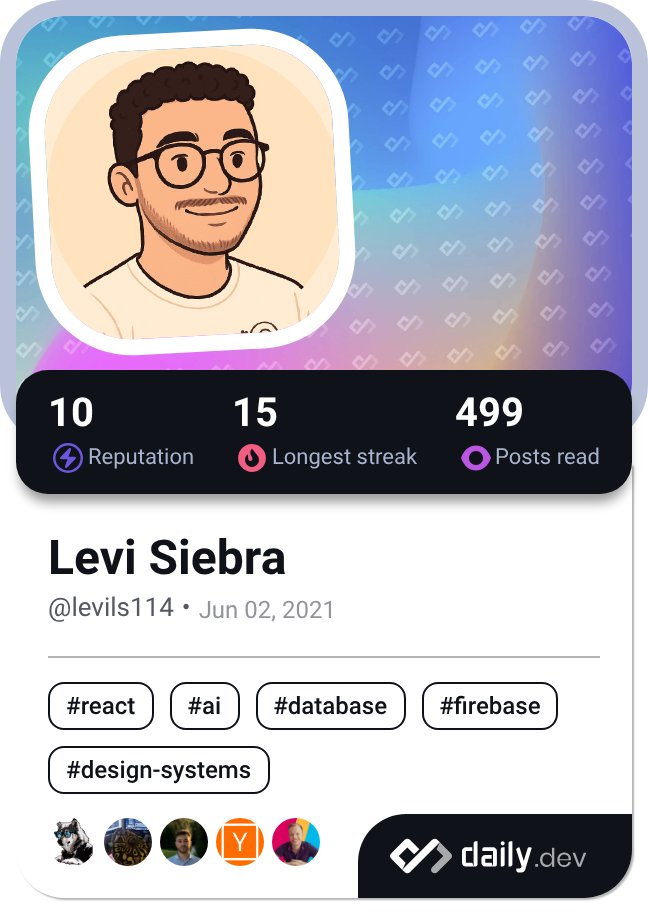 10 15 499
Reputation Longest streak Posts read
Levi Siebra
@levils114 • Jun 02, 2021
#react #ai #database #firebase
#design-systems
Y
daily.dev